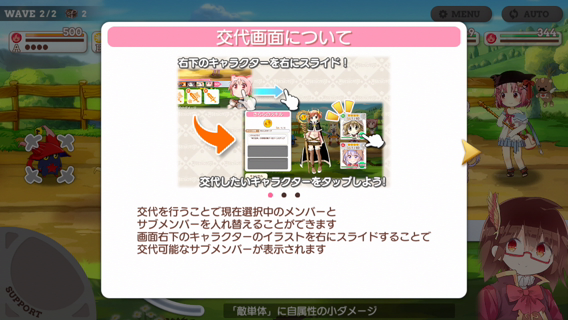 WAVE 2/2
2
MENU
AUTO
500
344
交代画面について
右下のキャラクターを右にスライド！
交代したいキャラクターをタップしよう!
交代を行うことで現在選択中のメンバーと
サブメンバーを入れ替えることができます
画面右下のキャラクターのイラストを右にスライドすることで
交代可能なサブメンバーが表示されます
SUPPORT
「敵単体」に自属性の小ダメージ